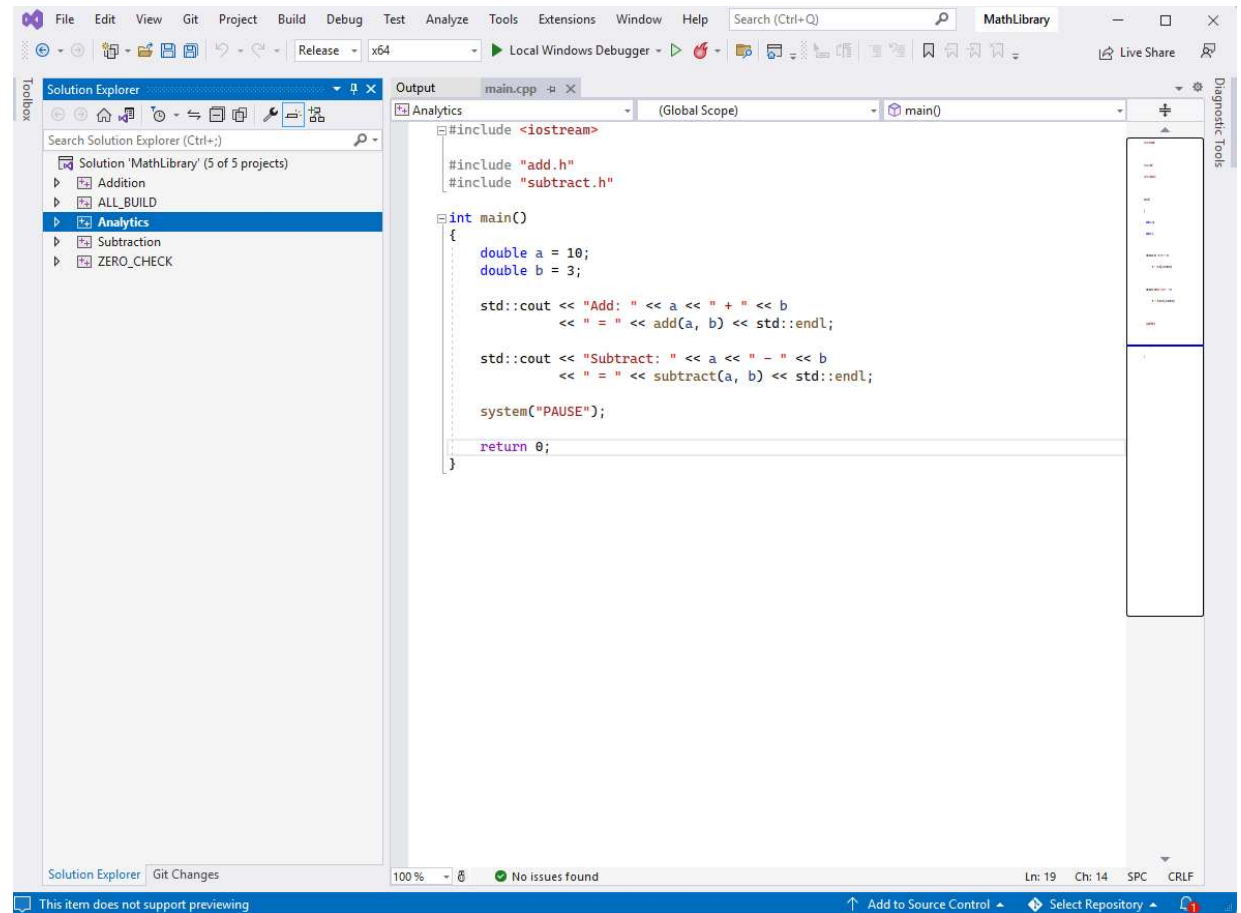 File Edit View Git Project Build Debug Test Analyze Tools Extensions Window Help Search (Ctrl+Q) MathLibrary
Release x64 Local Windows Debugger Live Share
Toolbox
Solution Explorer
Search Solution Explorer (Ctrl+;)
Solution 'MathLibrary' (5 of 5 projects)
Addition
ALL_BUILD
Analytics
Subtraction
ZERO_CHECK
Solution Explorer Git Changes
Output main.cpp
Analytics (Global Scope) main()
#include <iostream>
#include "add.h"
#include "subtract.h"
int main()
{
double a = 10;
double b = 3;
std::cout << "Add: " << a << " + " << b
<< " = " << add(a, b) << std::endl;
std::cout << "Subtract: " << a << " - " << b
<< " = " << subtract(a, b) << std::endl;
system("PAUSE");
return 0;
}
100 % No issues found Ln: 19 Ch: 14 SPC CRLF
Diagnostic Tools
This item does not support previewing Add to Source Control Select Repository 1